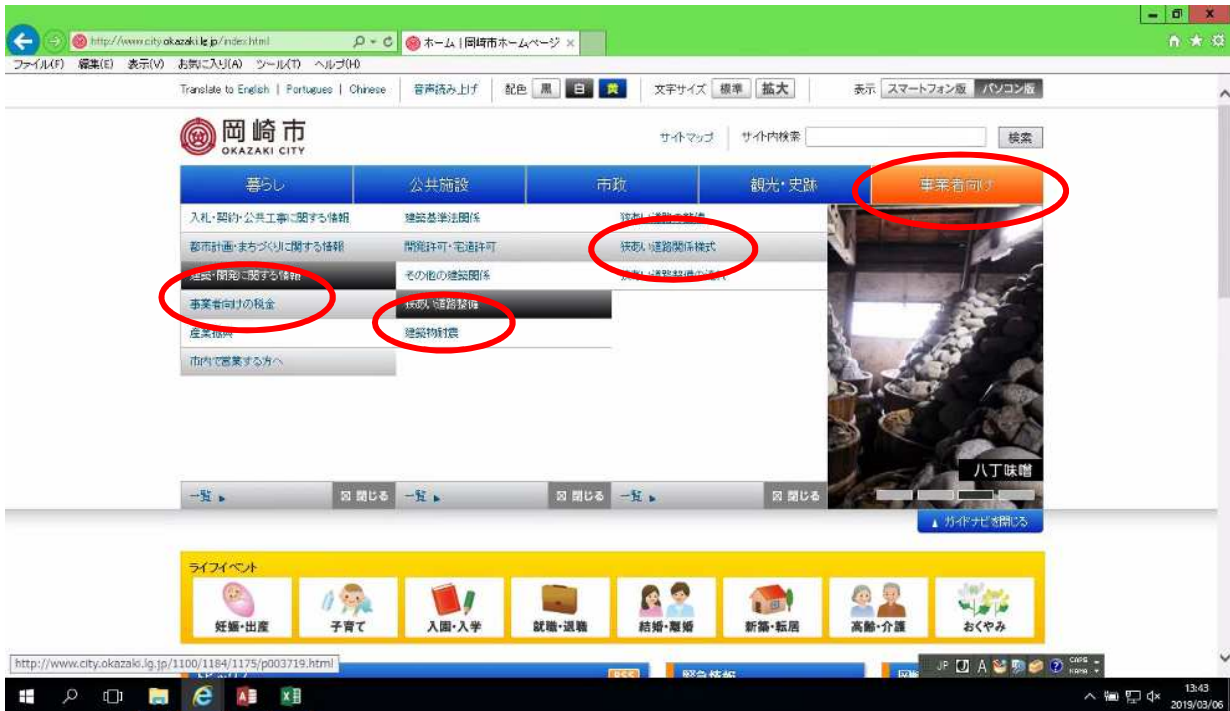 http://www.city.okazaki.lg.jp/index.html
ホーム | 岡崎市ホームページ
ファイル(F) 編集(E) 表示(V) お気に入り(A) ツール(T) ヘルプ(H)
Translate to English | Portugues | Chinese 音声読み上げ 配色 黒 白 黄 文字サイズ 標準 拡大 表示 スマートフォン版 パソコン版
岡崎市
OKAZAKI CITY
サイトマップ サイト内検索 検索
暮らし 公共施設 市政 観光・史跡 事業者向け
入札・契約・公共工事に関する情報 建築基準法関係 狭あい道路の整備
都市計画・まちづくりに関する情報 開発許可・宅造許可 狭あい道路関係様式
建築・開発に関する情報 その他の建築関係
事業者向けの税金 狭あい道路整備
産業振興 建築物耐震
市内で営業する方へ
八丁味噌
一覧 閉じる 一覧 閉じる 一覧 閉じる
ガイドナビを閉じる
ライフイベント
妊娠・出産 子育て 入園・入学 就職・退職 結婚・離婚 新築・転居 高齢・介護 おくやみ
http://www.city.okazaki.lg.jp/1100/1184/1175/p003719.html
トピックス RSS 緊急情報
JP A CAPS KANA
13:43
2019/03/06